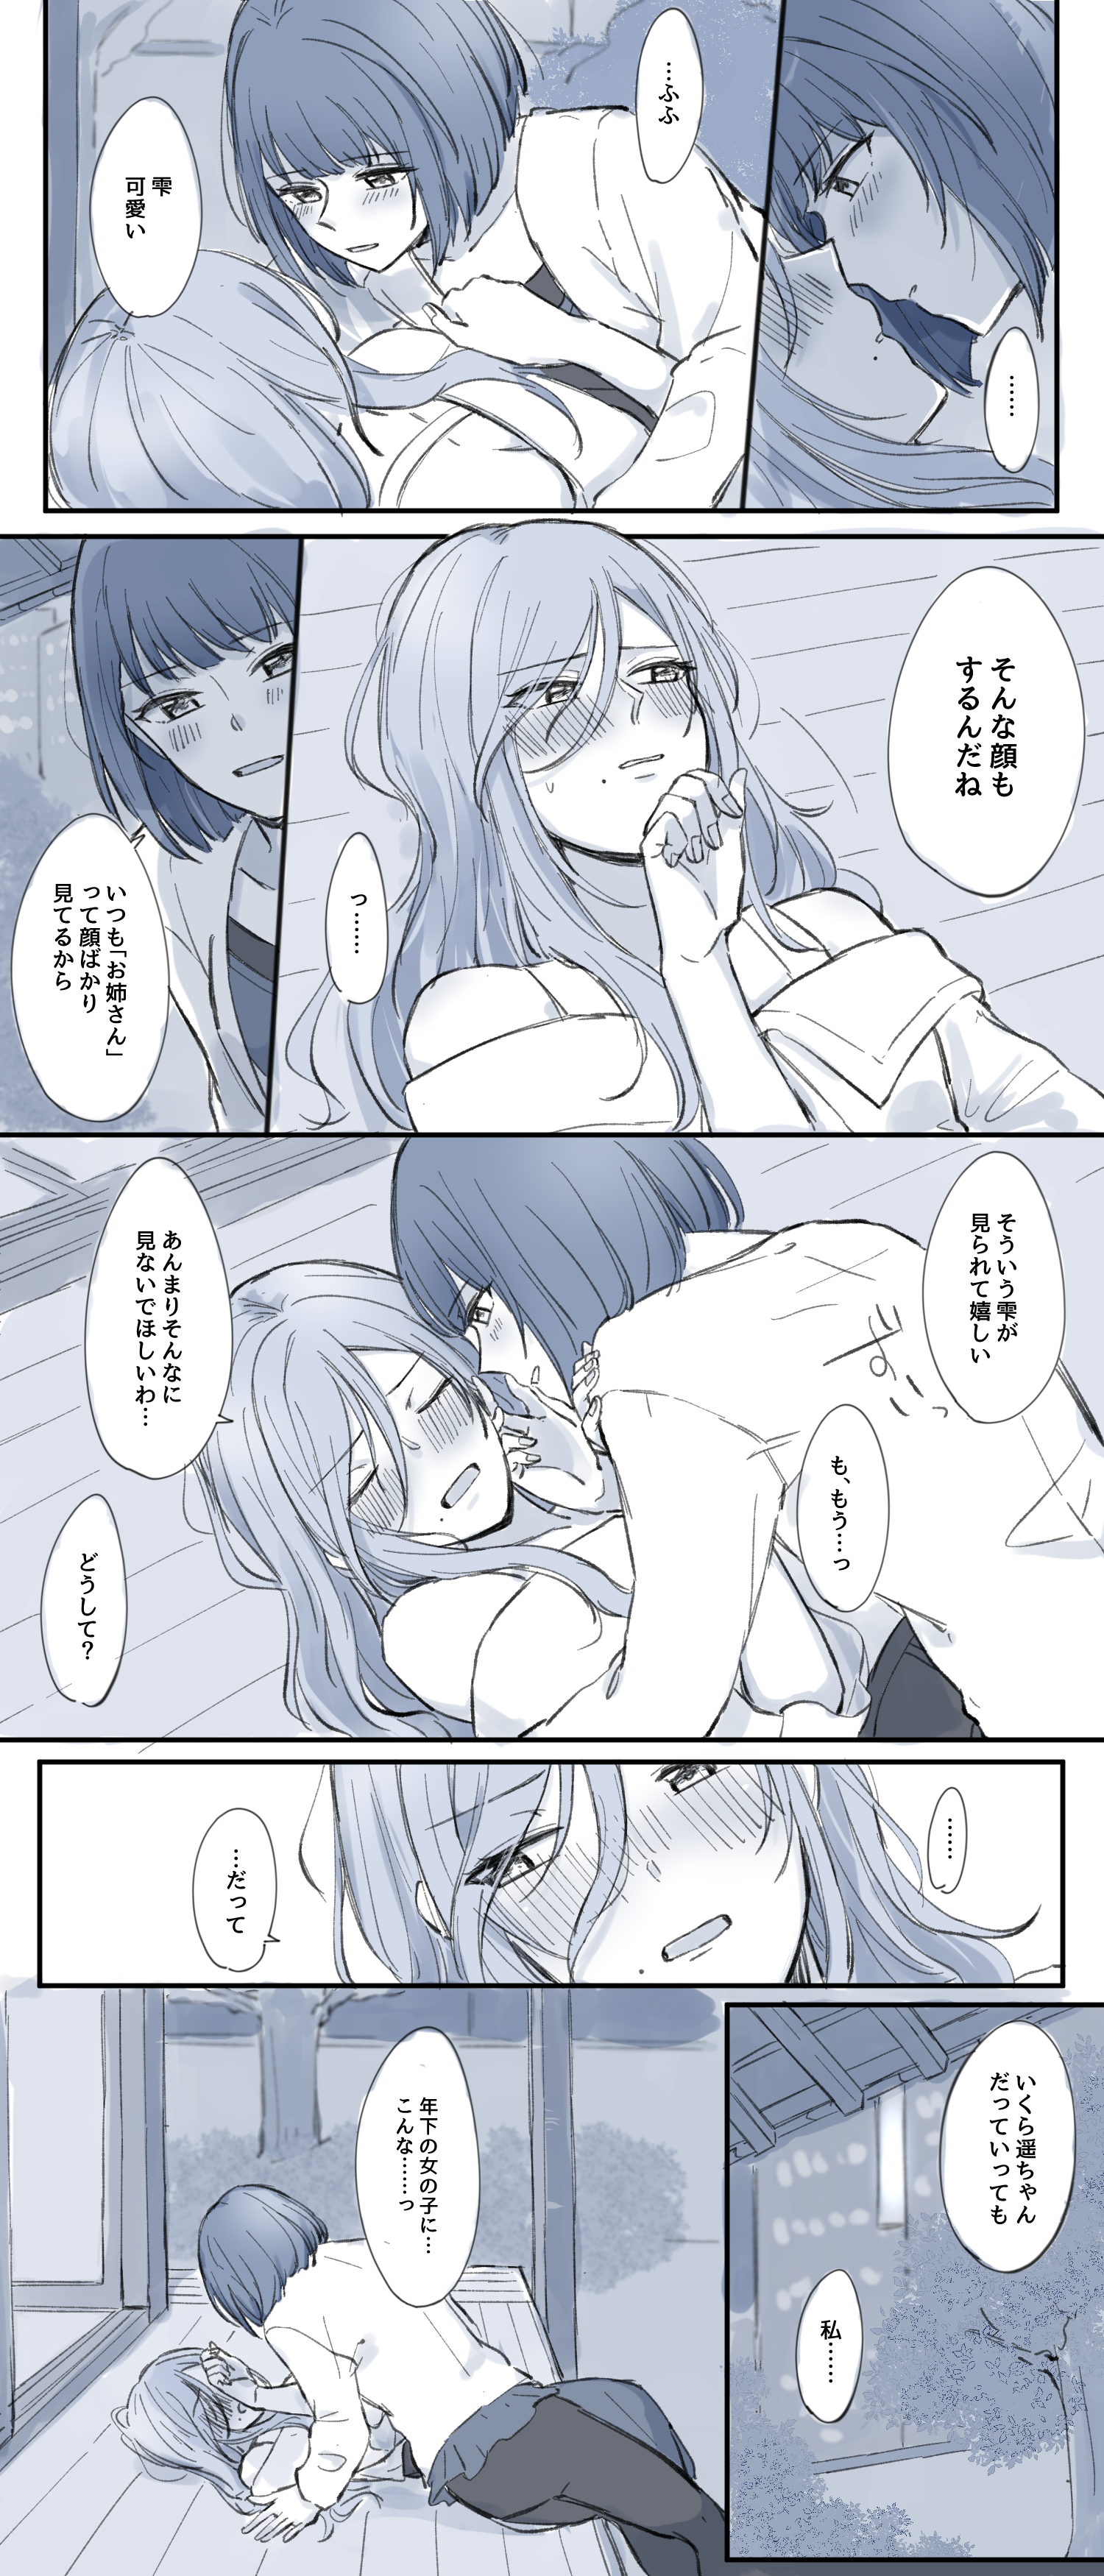 ……
…ふふ
雫
可愛い
そんな顔も
するんだね
っ……
いつも「お姉さん」
って顔ばかり
見てるから
そういう雫が
見られて嬉しい
ずいっ
も、もう…っ
あんまりそんなに
見ないでほしいわ…
どうして?
……
…だって
いくら遥ちゃん
だっていっても
私……
年下の女の子に…
こんな……っ